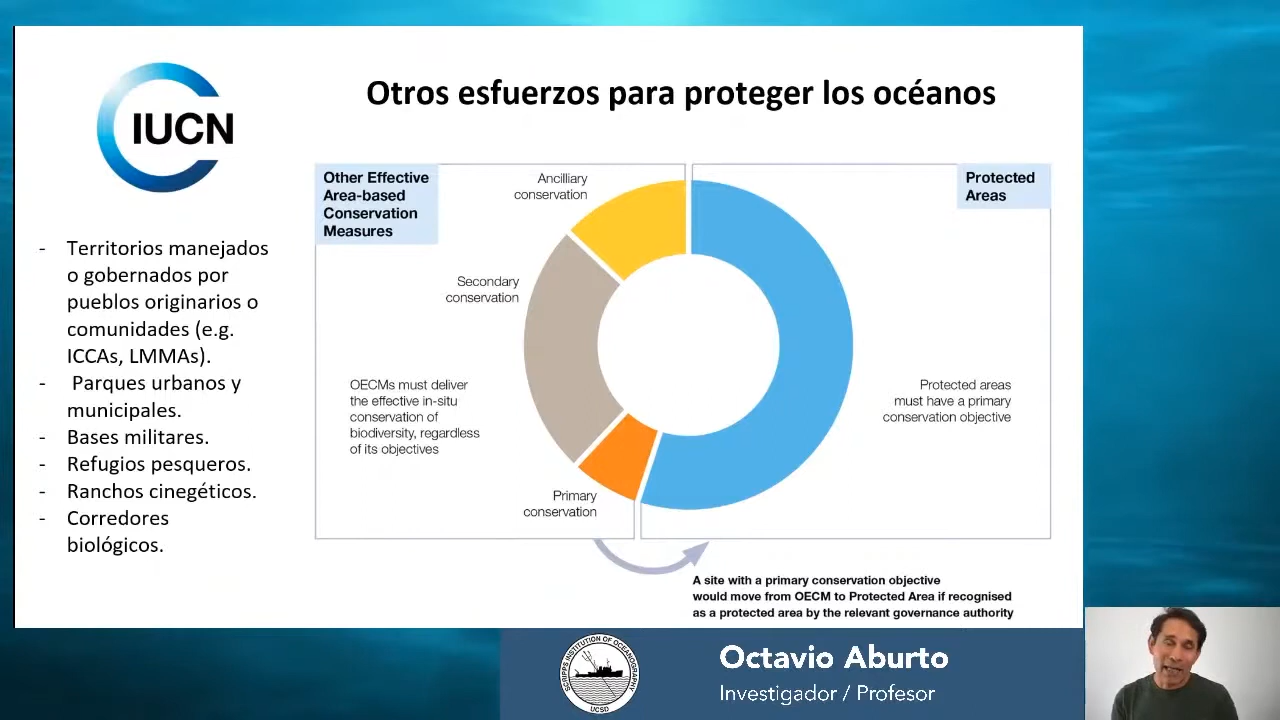 IUCN
Otros esfuerzos para proteger los océanos
- Territorios manejados
o gobernados por
pueblos originarios o
comunidades (e.g.
ICCAs, LMMAs).
- Parques urbanos y
municipales.
- Bases militares.
- Refugios pesqueros.
- Ranchos cinegéticos.
- Corredores
biológicos.
Other Effective
Area-based
Conservation
Measures
Ancilliary
conservation
Secondary
conservation
OECMs must deliver
the effective in-situ
conservation of
biodiversity, regardless
of its objectives
Primary
conservation
Protected
Areas
Protected areas
must have a primary
conservation objective
A site with a primary conservation objective
would move from OECM to Protected Area if recognised
as a protected area by the relevant governance authority
SCRIPPS INSTITUTION OF OCEANOGRAPHY
UCSD
Octavio Aburto
Investigador / Profesor